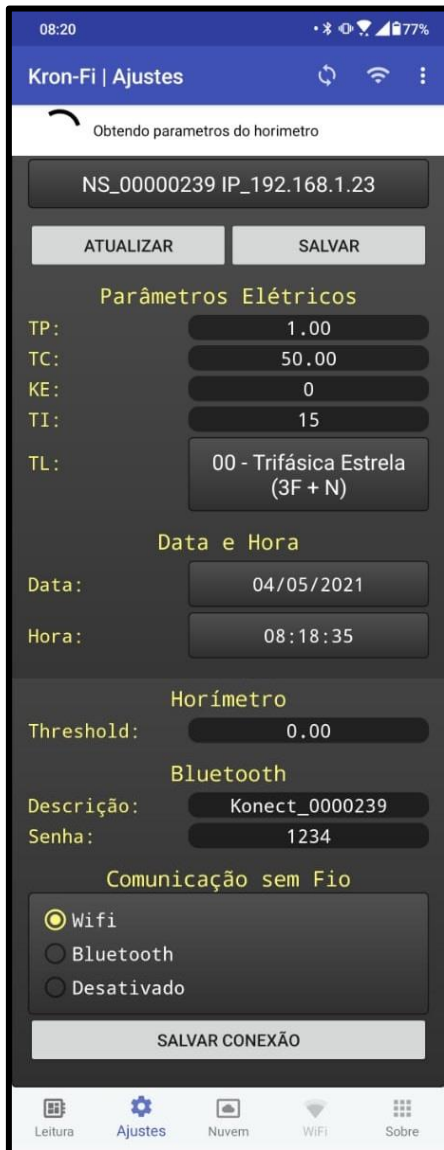 08:20
77%
Kron-Fi | Ajustes
Obtendo parametros do horimetro
NS_00000239 IP_192.168.1.23
ATUALIZAR SALVAR
Parâmetros Elétricos
TP: 1.00
TC: 50.00
KE: 0
TI: 15
TL: 00 - Trifásica Estrela
(3F + N)
Data e Hora
Data: 04/05/2021
Hora: 08:18:35
Horímetro
Threshold: 0.00
Bluetooth
Descrição: Konect_0000239
Senha: 1234
Comunicação sem Fio
Wifi
Bluetooth
Desativado
SALVAR CONEXÃO
Leitura Ajustes Nuvem WiFi Sobre